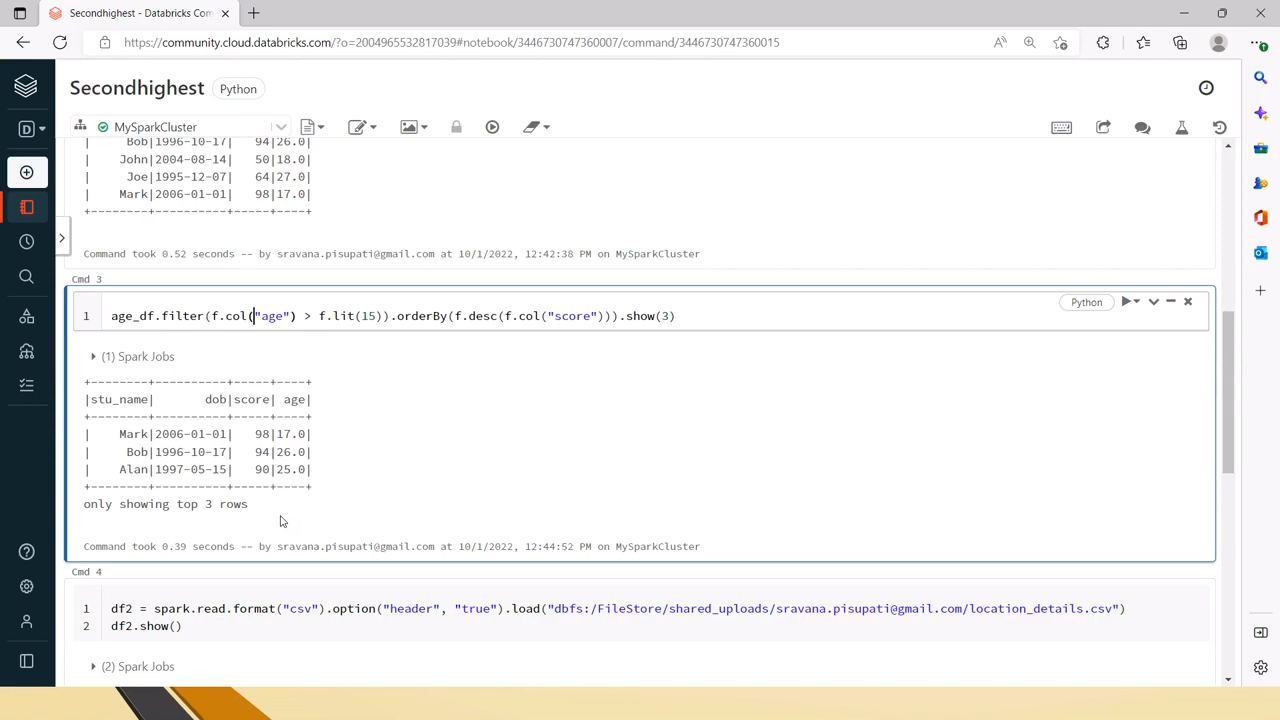 Secondhighest - Databricks Com
https://community.cloud.databricks.com/?o=2004965532817039#notebook/3446730747360007/command/3446730747360015
Secondhighest Python
D MySparkCluster
| Bob|1996-10-17| 94|26.0|
| John|2004-08-14| 50|18.0|
| Joe|1995-12-07| 64|27.0|
| Mark|2006-01-01| 98|17.0|
+--------+----------+-----+----+
Command took 0.52 seconds -- by sravana.pisupati@gmail.com at 10/1/2022, 12:42:38 PM on MySparkCluster
Cmd 3
Python
1 age_df.filter(f.col("age") > f.lit(15)).orderBy(f.desc(f.col("score"))).show(3)
(1) Spark Jobs
+--------+----------+-----+----+
|stu_name| dob|score| age|
+--------+----------+-----+----+
| Mark|2006-01-01| 98|17.0|
| Bob|1996-10-17| 94|26.0|
| Alan|1997-05-15| 90|25.0|
+--------+----------+-----+----+
only showing top 3 rows
Command took 0.39 seconds -- by sravana.pisupati@gmail.com at 10/1/2022, 12:44:52 PM on MySparkCluster
Cmd 4
1 df2 = spark.read.format("csv").option("header", "true").load("dbfs:/FileStore/shared_uploads/sravana.pisupati@gmail.com/location_details.csv")
2 df2.show()
(2) Spark Jobs